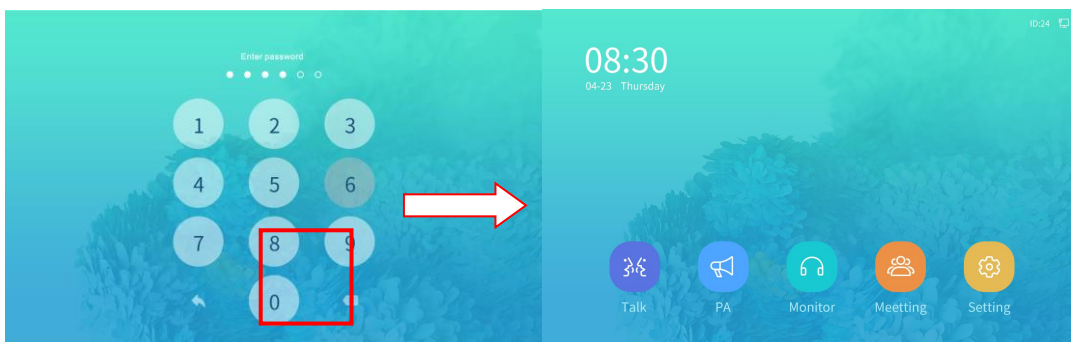 Enter password
1 2 3
4 5 6
7 8 9
0
ID:24
08:30
04-23 Thursday
Talk PA Monitor Meetting Setting